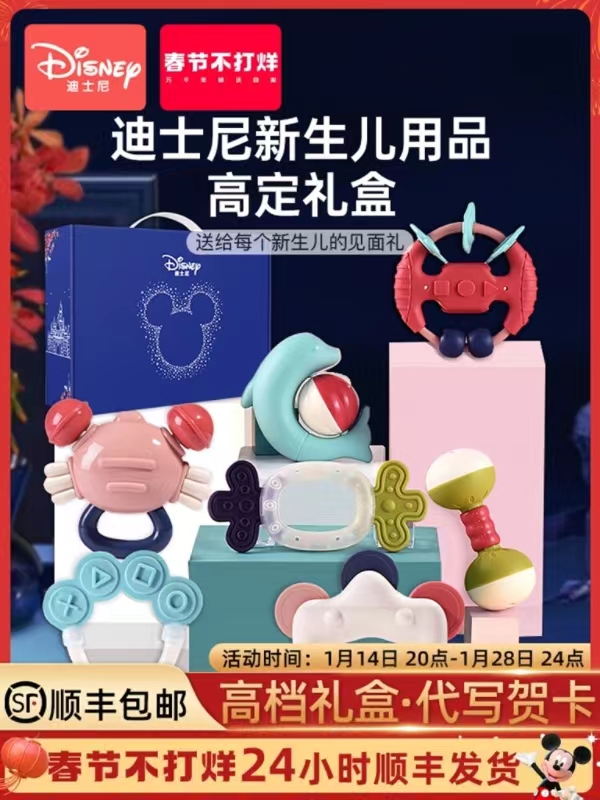 Disney
迪士尼
春节不打烊
迪士尼新生儿用品
高定礼盒
送给每个新生儿的见面礼
Disney
迪士尼
活动时间：1月14日 20点-1月28日 24点
SF 顺丰包邮
高档礼盒·代写贺卡
春节不打烊24小时顺丰发货